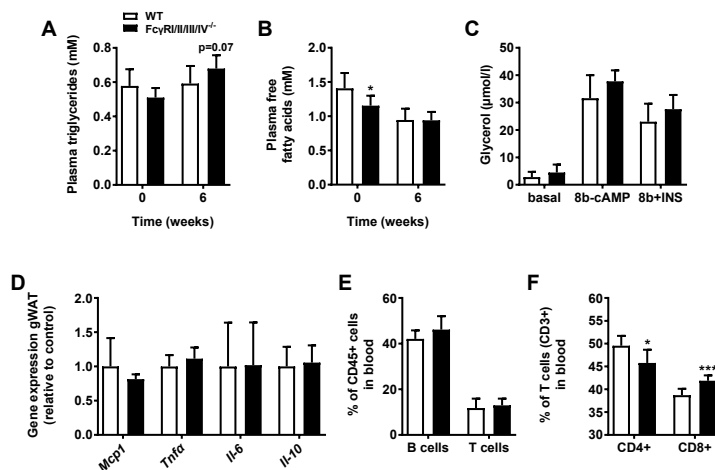 WT
FcγRI/II/III/IV-/-
A
Plasma triglycerides (mM)
0.8
0.6
0.4
0.2
0.0
p=0.07
0 6
Time (weeks)
B
Plasma free
fatty acids (mM)
2.0
1.5
1.0
0.5
0.0
*
0 6
Time (weeks)
C
Glycerol (µmol/l)
50
40
30
20
10
0
basal 8b-cAMP 8b+INS
D
Gene expression gWAT
(relative to control)
2.0
1.5
1.0
0.5
0.0
Mcp1 Tnfα Il-6 Il-10
E
% of CD45+ cells
in blood
60
40
20
0
B cells T cells
F
% of T cells (CD3+)
in blood
60
55
50
45
40
35
30
*
***
CD4+ CD8+